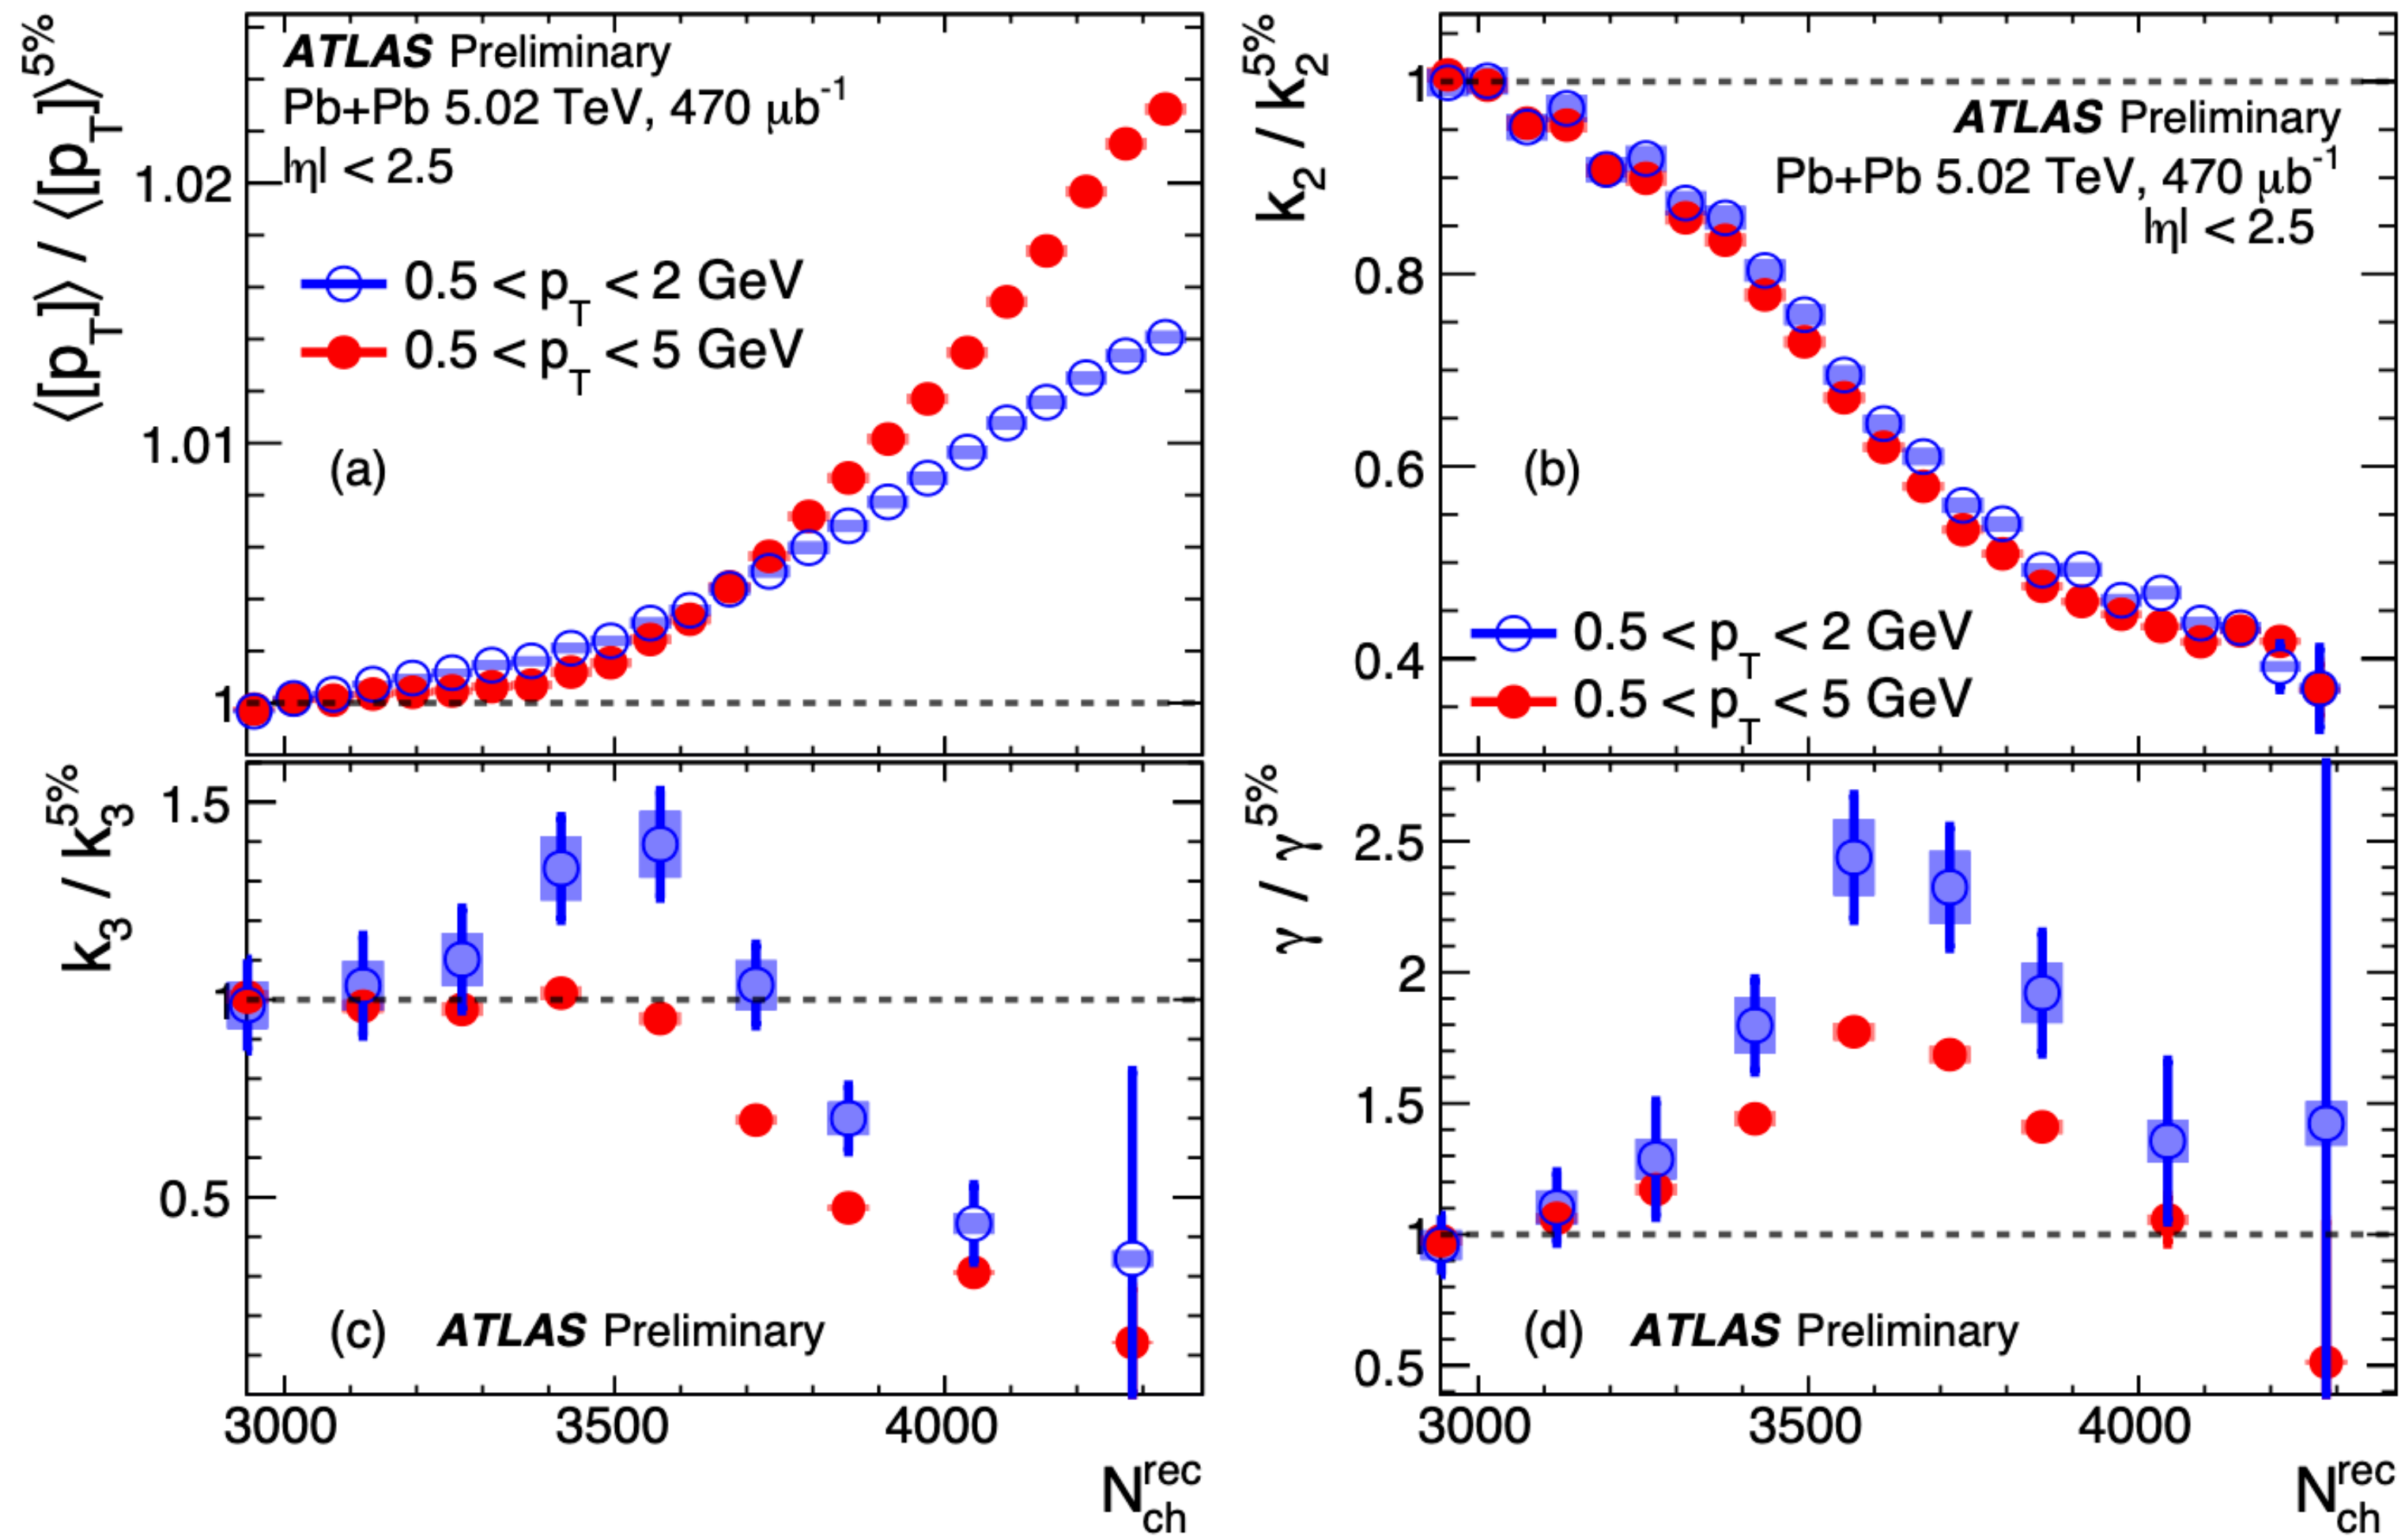 ⟨[p_T]⟩ / ⟨[p_T]⟩^5%
ATLAS Preliminary
Pb+Pb 5.02 TeV, 470 μb^-1
|η| < 2.5
0.5 < p_T < 2 GeV
0.5 < p_T < 5 GeV
(a)
1.02
1.01
1
k_2 / k_2^5%
ATLAS Preliminary
Pb+Pb 5.02 TeV, 470 μb^-1
|η| < 2.5
(b)
0.5 < p_T < 2 GeV
0.5 < p_T < 5 GeV
1
0.8
0.6
0.4
k_3 / k_3^5%
1.5
1
0.5
(c) ATLAS Preliminary
3000 3500 4000
N_ch^rec
γ / γ^5%
2.5
2
1.5
1
0.5
(d) ATLAS Preliminary
3000 3500 4000
N_ch^rec